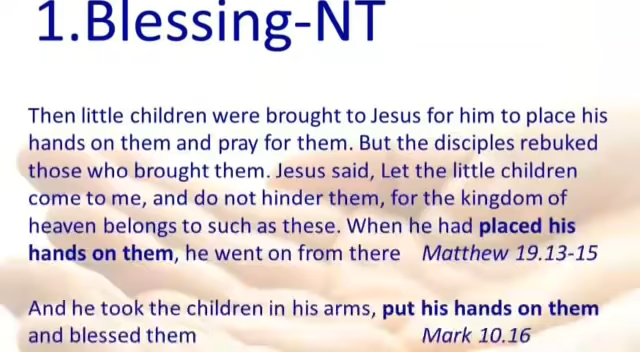 1.Blessing-NT
Then little children were brought to Jesus for him to place his
hands on them and pray for them. But the disciples rebuked
those who brought them. Jesus said, Let the little children
come to me, and do not hinder them, for the kingdom of
heaven belongs to such as these. When he had placed his
hands on them, he went on from there Matthew 19.13-15
And he took the children in his arms, put his hands on them
and blessed them Mark 10.16